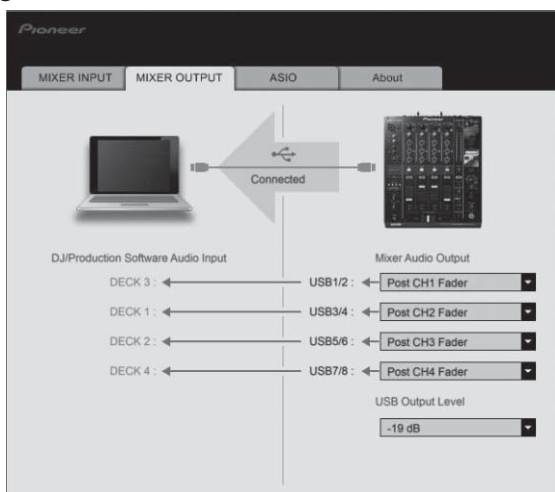 Pioneer
MIXER INPUT MIXER OUTPUT ASIO About
Connected
DJ/Production Software Audio Input Mixer Audio Output
DECK 3 : USB1/2 : Post CH1 Fader
DECK 1 : USB3/4 : Post CH2 Fader
DECK 2 : USB5/6 : Post CH3 Fader
DECK 4 : USB7/8 : Post CH4 Fader
USB Output Level
-19 dB